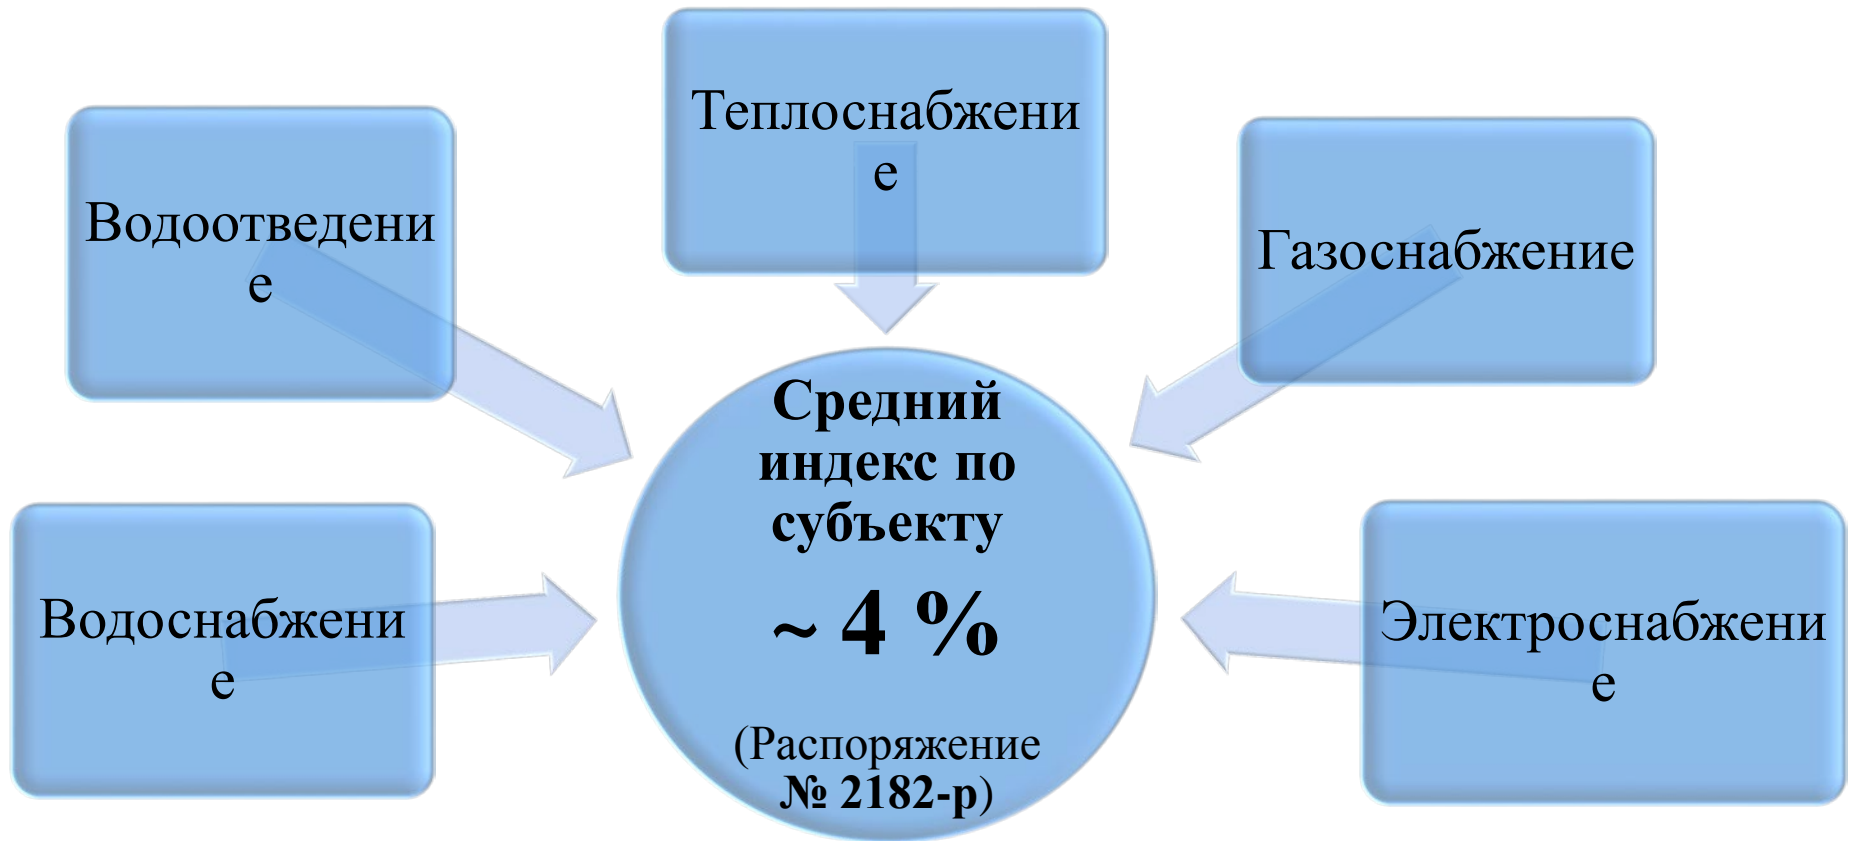 Теплоснабжени
е
Водоотведени
е
Газоснабжение
Средний
индекс по
субъекту
~ 4 %
(Распоряжение
№ 2182-р)
Водоснабжени
е
Электроснабжени
е